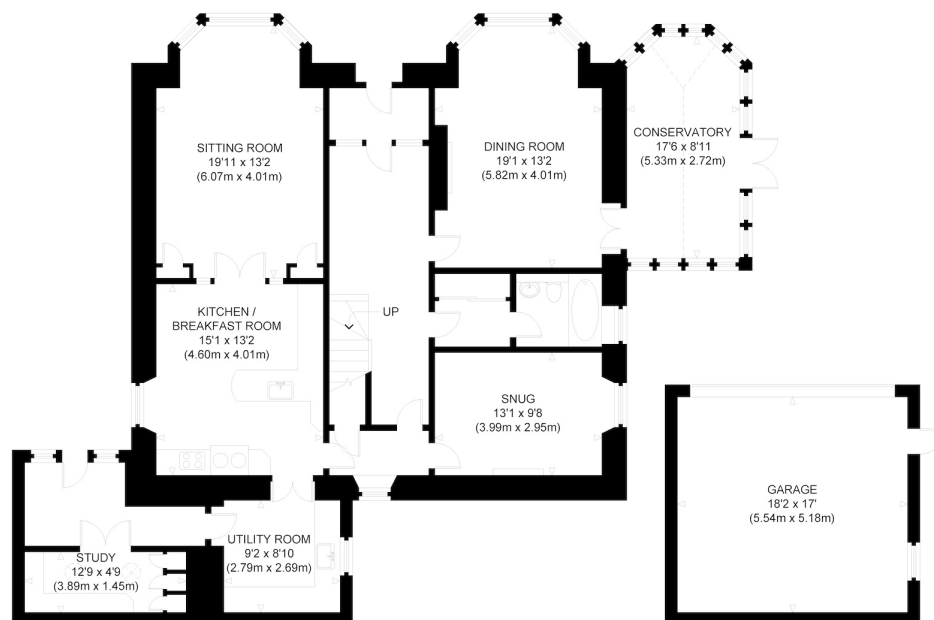 SITTING ROOM
19'11 x 13'2
(6.07m x 4.01m)
DINING ROOM
19'1 x 13'2
(5.82m x 4.01m)
CONSERVATORY
17'6 x 8'11
(5.33m x 2.72m)
KITCHEN /
BREAKFAST ROOM
15'1 x 13'2
(4.60m x 4.01m)
UP
SNUG
13'1 x 9'8
(3.99m x 2.95m)
GARAGE
18'2 x 17'
(5.54m x 5.18m)
UTILITY ROOM
9'2 x 8'10
(2.79m x 2.69m)
STUDY
12'9 x 4'9
(3.89m x 1.45m)